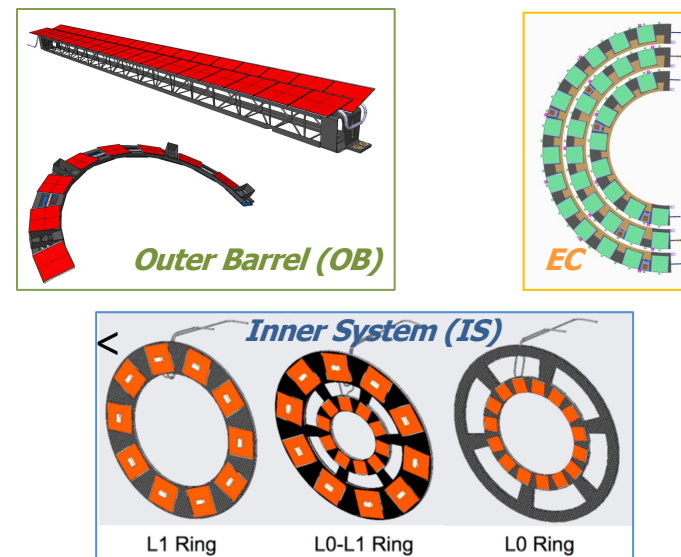 Outer Barrel (OB)
EC
<
Inner System (IS)
L1 Ring
L0-L1 Ring
L0 Ring